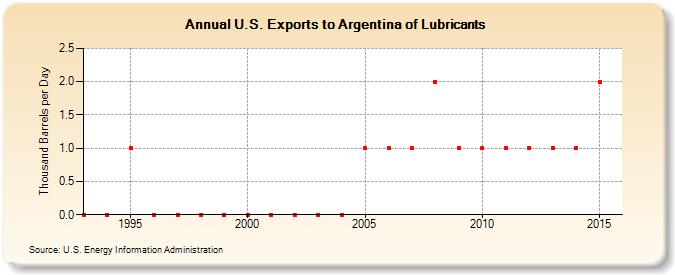 Annual U.S. Exports to Argentina of Lubricants
Thousand Barrels per Day
2.5
2.0
1.5
1.0
0.5
0.0
1995 2000 2005 2010 2015
Source: U.S. Energy Information Administration